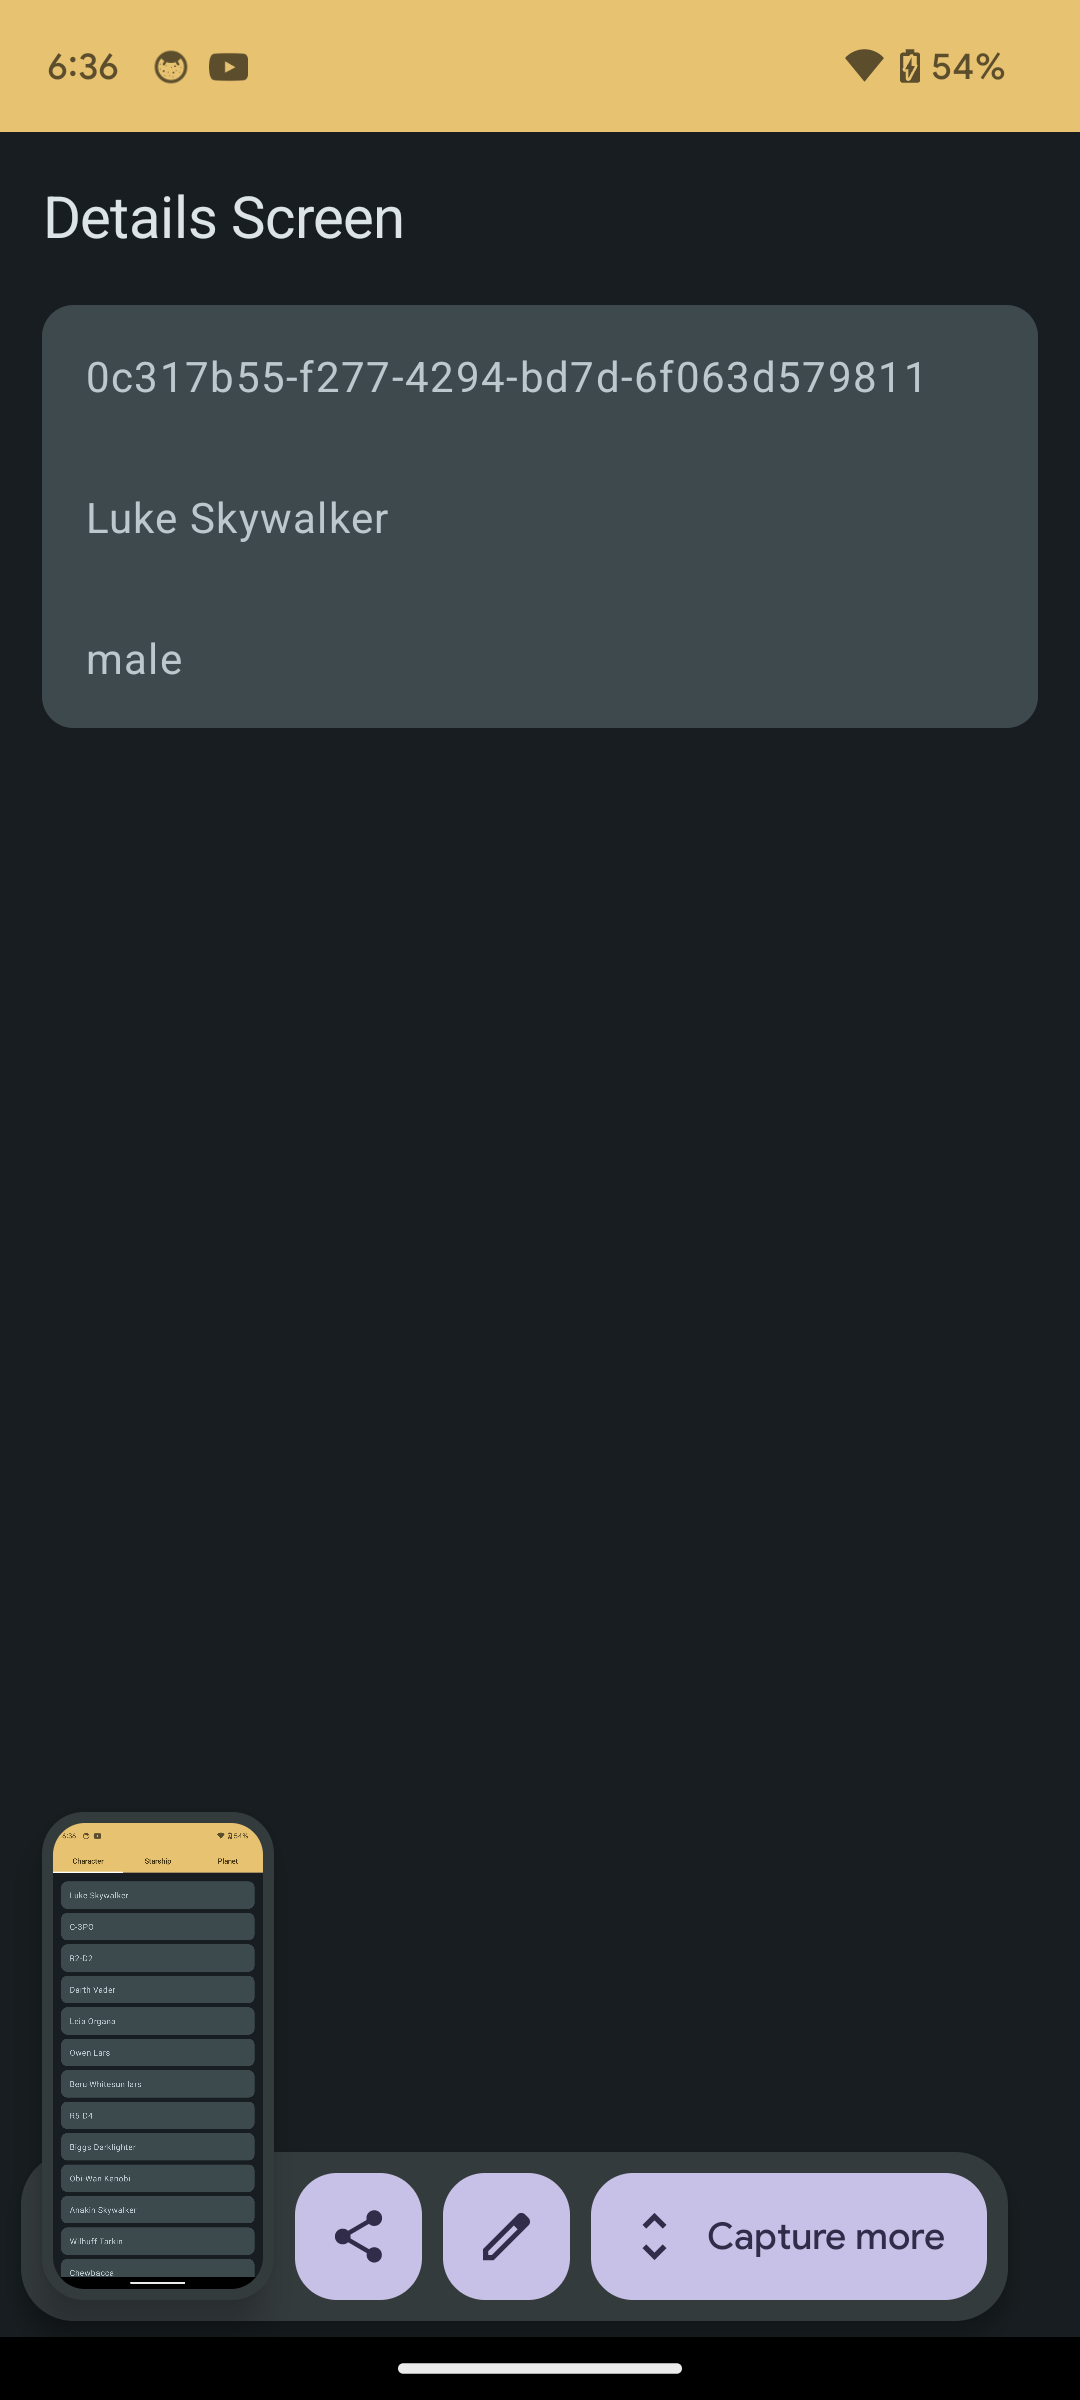 6:36
54%
Details Screen
0c317b55-f277-4294-bd7d-6f063d579811
Luke Skywalker
male
6:36
54%
Character Starship Planet
Luke Skywalker
C-3PO
R2-D2
Darth Vader
Leia Organa
Owen Lars
Beru Whitesun lars
R5-D4
Biggs Darklighter
Obi-Wan Kenobi
Anakin Skywalker
Wilhuff Tarkin
Chewbacca
Capture more